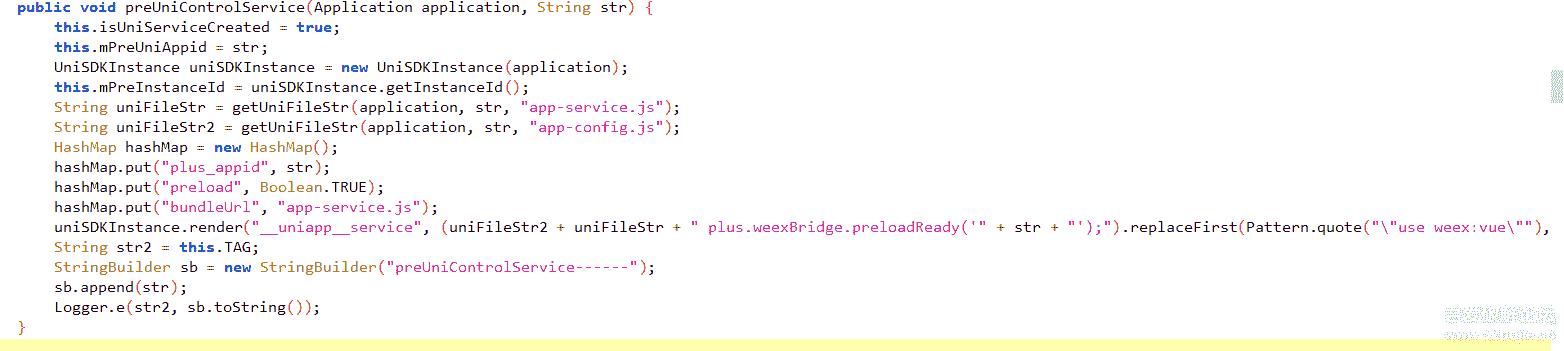 public void preUniControlService(Application application, String str) {
this.isUniServiceCreated = true;
this.mPreUniAppid = str;
UniSDKInstance uniSDKInstance = new UniSDKInstance(application);
this.mPreInstanceId = uniSDKInstance.getInstanceId();
String uniFileStr = getUniFileStr(application, str, "app-service.js");
String uniFileStr2 = getUniFileStr(application, str, "app-config.js");
HashMap hashMap = new HashMap();
hashMap.put("plus_appid", str);
hashMap.put("preload", Boolean.TRUE);
hashMap.put("bundleUrl", "app-service.js");
uniSDKInstance.render("__uniapp__service", (uniFileStr2 + uniFileStr + " plus.weexBridge.preloadReady('" + str + "');").replaceFirst(Pattern.quote("\"use weex:vue\""),
String str2 = this.TAG;
StringBuilder sb = new StringBuilder("preUniControlService------");
sb.append(str);
Logger.e(str2, sb.toString());
}